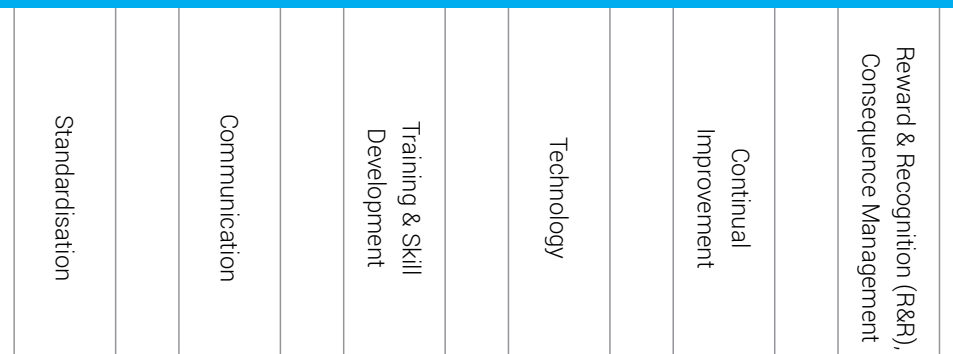 Standardisation
Communication
Training & Skill
Development
Technology
Continual
Improvement
Reward & Recognition (R&R),
Consequence Management